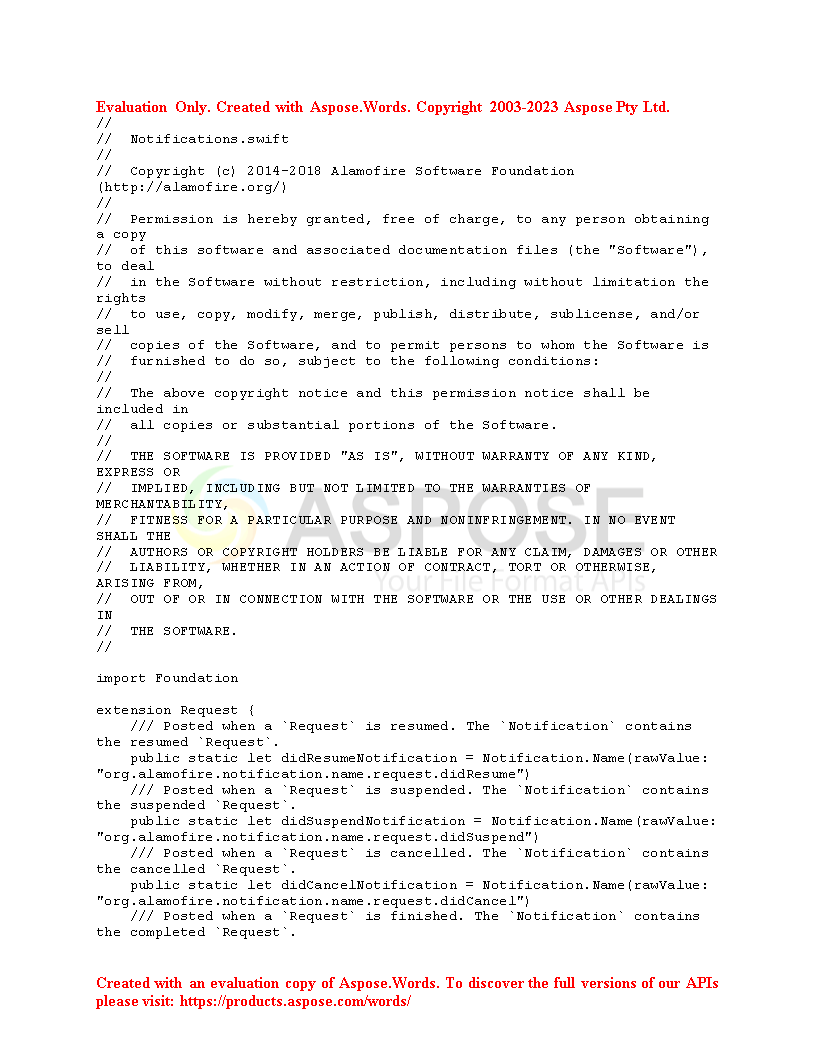 Evaluation Only. Created with Aspose.Words. Copyright 2003-2023 Aspose Pty Ltd.
//
//  Notifications.swift
//
//  Copyright (c) 2014-2018 Alamofire Software Foundation
(http://alamofire.org/)
//
//  Permission is hereby granted, free of charge, to any person obtaining
a copy
//  of this software and associated documentation files (the "Software"),
to deal
//  in the Software without restriction, including without limitation the
rights
//  to use, copy, modify, merge, publish, distribute, sublicense, and/or
sell
//  copies of the Software, and to permit persons to whom the Software is
//  furnished to do so, subject to the following conditions:
//
//  The above copyright notice and this permission notice shall be
included in
//  all copies or substantial portions of the Software.
//
//  THE SOFTWARE IS PROVIDED "AS IS", WITHOUT WARRANTY OF ANY KIND,
EXPRESS OR
//  IMPLIED, INCLUDING BUT NOT LIMITED TO THE WARRANTIES OF
MERCHANTABILITY,
//  FITNESS FOR A PARTICULAR PURPOSE AND NONINFRINGEMENT. IN NO EVENT
SHALL THE
//  AUTHORS OR COPYRIGHT HOLDERS BE LIABLE FOR ANY CLAIM, DAMAGES OR OTHER
//  LIABILITY, WHETHER IN AN ACTION OF CONTRACT, TORT OR OTHERWISE,
ARISING FROM,
//  OUT OF OR IN CONNECTION WITH THE SOFTWARE OR THE USE OR OTHER DEALINGS
IN
//  THE SOFTWARE.
//
ASPOSE
Your File Format APIs
import Foundation
extension Request {
    /// Posted when a `Request` is resumed. The `Notification` contains
the resumed `Request`.
    public static let didResumeNotification = Notification.Name(rawValue:
"org.alamofire.notification.name.request.didResume")
    /// Posted when a `Request` is suspended. The `Notification` contains
the suspended `Request`.
    public static let didSuspendNotification = Notification.Name(rawValue:
"org.alamofire.notification.name.request.didSuspend")
    /// Posted when a `Request` is cancelled. The `Notification` contains
the cancelled `Request`.
    public static let didCancelNotification = Notification.Name(rawValue:
"org.alamofire.notification.name.request.didCancel")
    /// Posted when a `Request` is finished. The `Notification` contains
the completed `Request`.
Created with an evaluation copy of Aspose.Words. To discover the full versions of our APIs
please visit: https://products.aspose.com/words/